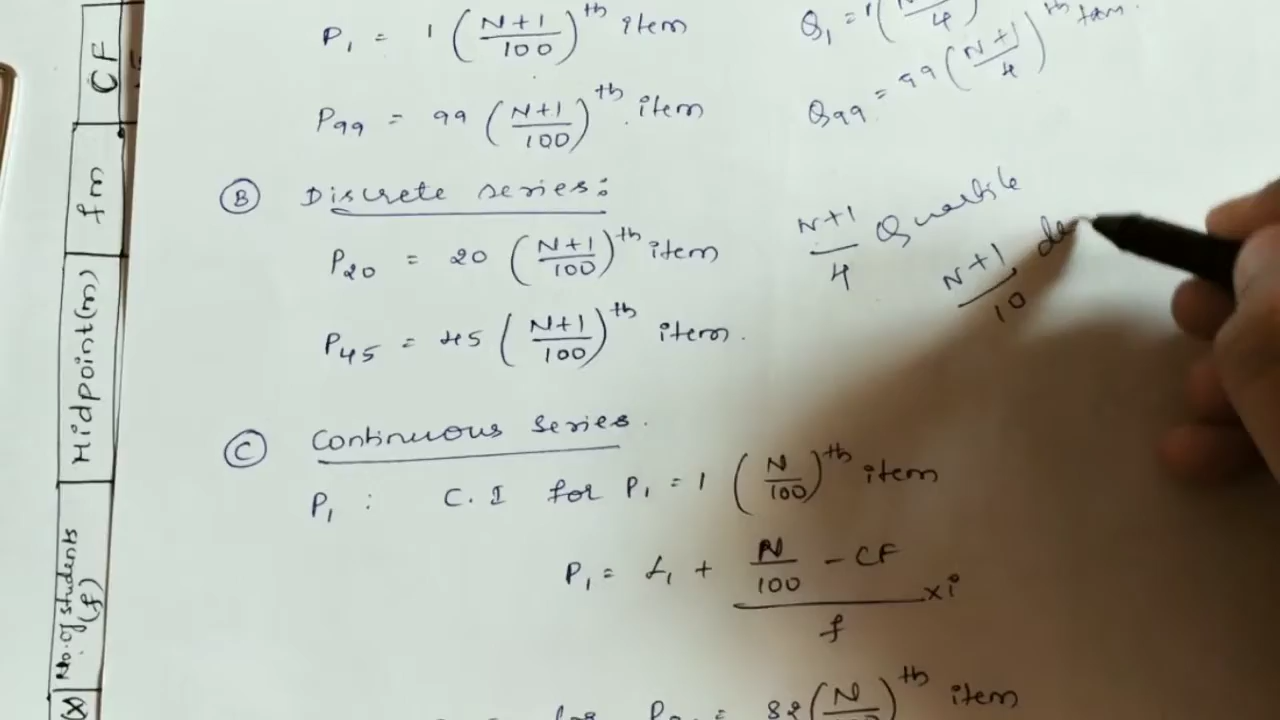 P₁ = 1 (N+1/100)ᵗʰ item
Q₁ = 1( /4)
P₉₉ = 99 (N+1/100)ᵗʰ item
Q₉₉ = 99 (N+1/4)ᵗʰ item.
Ⓑ Discrete series:
P₂₀ = 20 (N+1/100)ᵗʰ item
P₄₅ = 45 (N+1/100)ᵗʰ item.
N+1/4 Quartile
N+1/10 de
Ⓒ Continuous series.
P₁ : C.I for P₁ = 1 (N/100)ᵗʰ item
P₁ = L₁ + N/100 - CF / f × i
for = 82 (N/ )ᵗʰ item
CF
fm
Midpoint(m)
No. of students (f)
(X)